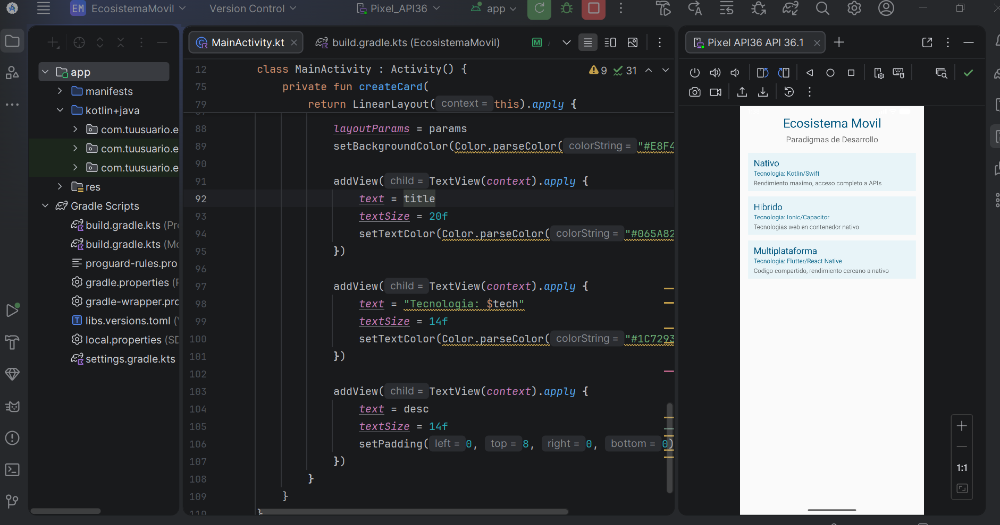 EM EcosistemaMovil Version Control Pixel_API36 app
MainActivity.kt build.gradle.kts (EcosistemaMovil) M
Pixel API36 API 36.1
app
manifests
kotlin+java
com.tuusuario.e
com.tuusuario.e
com.tuusuario.e
res
Gradle Scripts
build.gradle.kts (Pr
build.gradle.kts (Mo
proguard-rules.pro
gradle.properties (P
gradle-wrapper.pro
libs.versions.toml (V
local.properties (SD
settings.gradle.kts
12 class MainActivity : Activity() { 9 31
75 private fun createCard(
79 return LinearLayout( context = this).apply {
88 layoutParams = params
89 setBackgroundColor(Color.parseColor( colorString = "#E8F4
90
91 addView( child = TextView(context).apply {
92 text = title
93 textSize = 20f
94 setTextColor(Color.parseColor( colorString = "#065A82
95 })
96
97 addView( child = TextView(context).apply {
98 text = "Tecnologia: $tech"
99 textSize = 14f
100 setTextColor(Color.parseColor( colorString = "#1C7293
101 })
102
103 addView( child = TextView(context).apply {
104 text = desc
105 textSize = 14f
106 setPadding( left = 0, top = 8, right = 0, bottom = 0)
107 })
108 }
109 }
110 }
Ecosistema Movil
Paradigmas de Desarrollo
Nativo
Tecnologia: Kotlin/Swift
Rendimiento maximo, acceso completo a APIs
Hibrido
Tecnologia: Ionic/Capacitor
Tecnologias web en contenedor nativo
Multiplataforma
Tecnologia: Flutter/React Native
Codigo compartido, rendimiento cercano a nativo
1:1